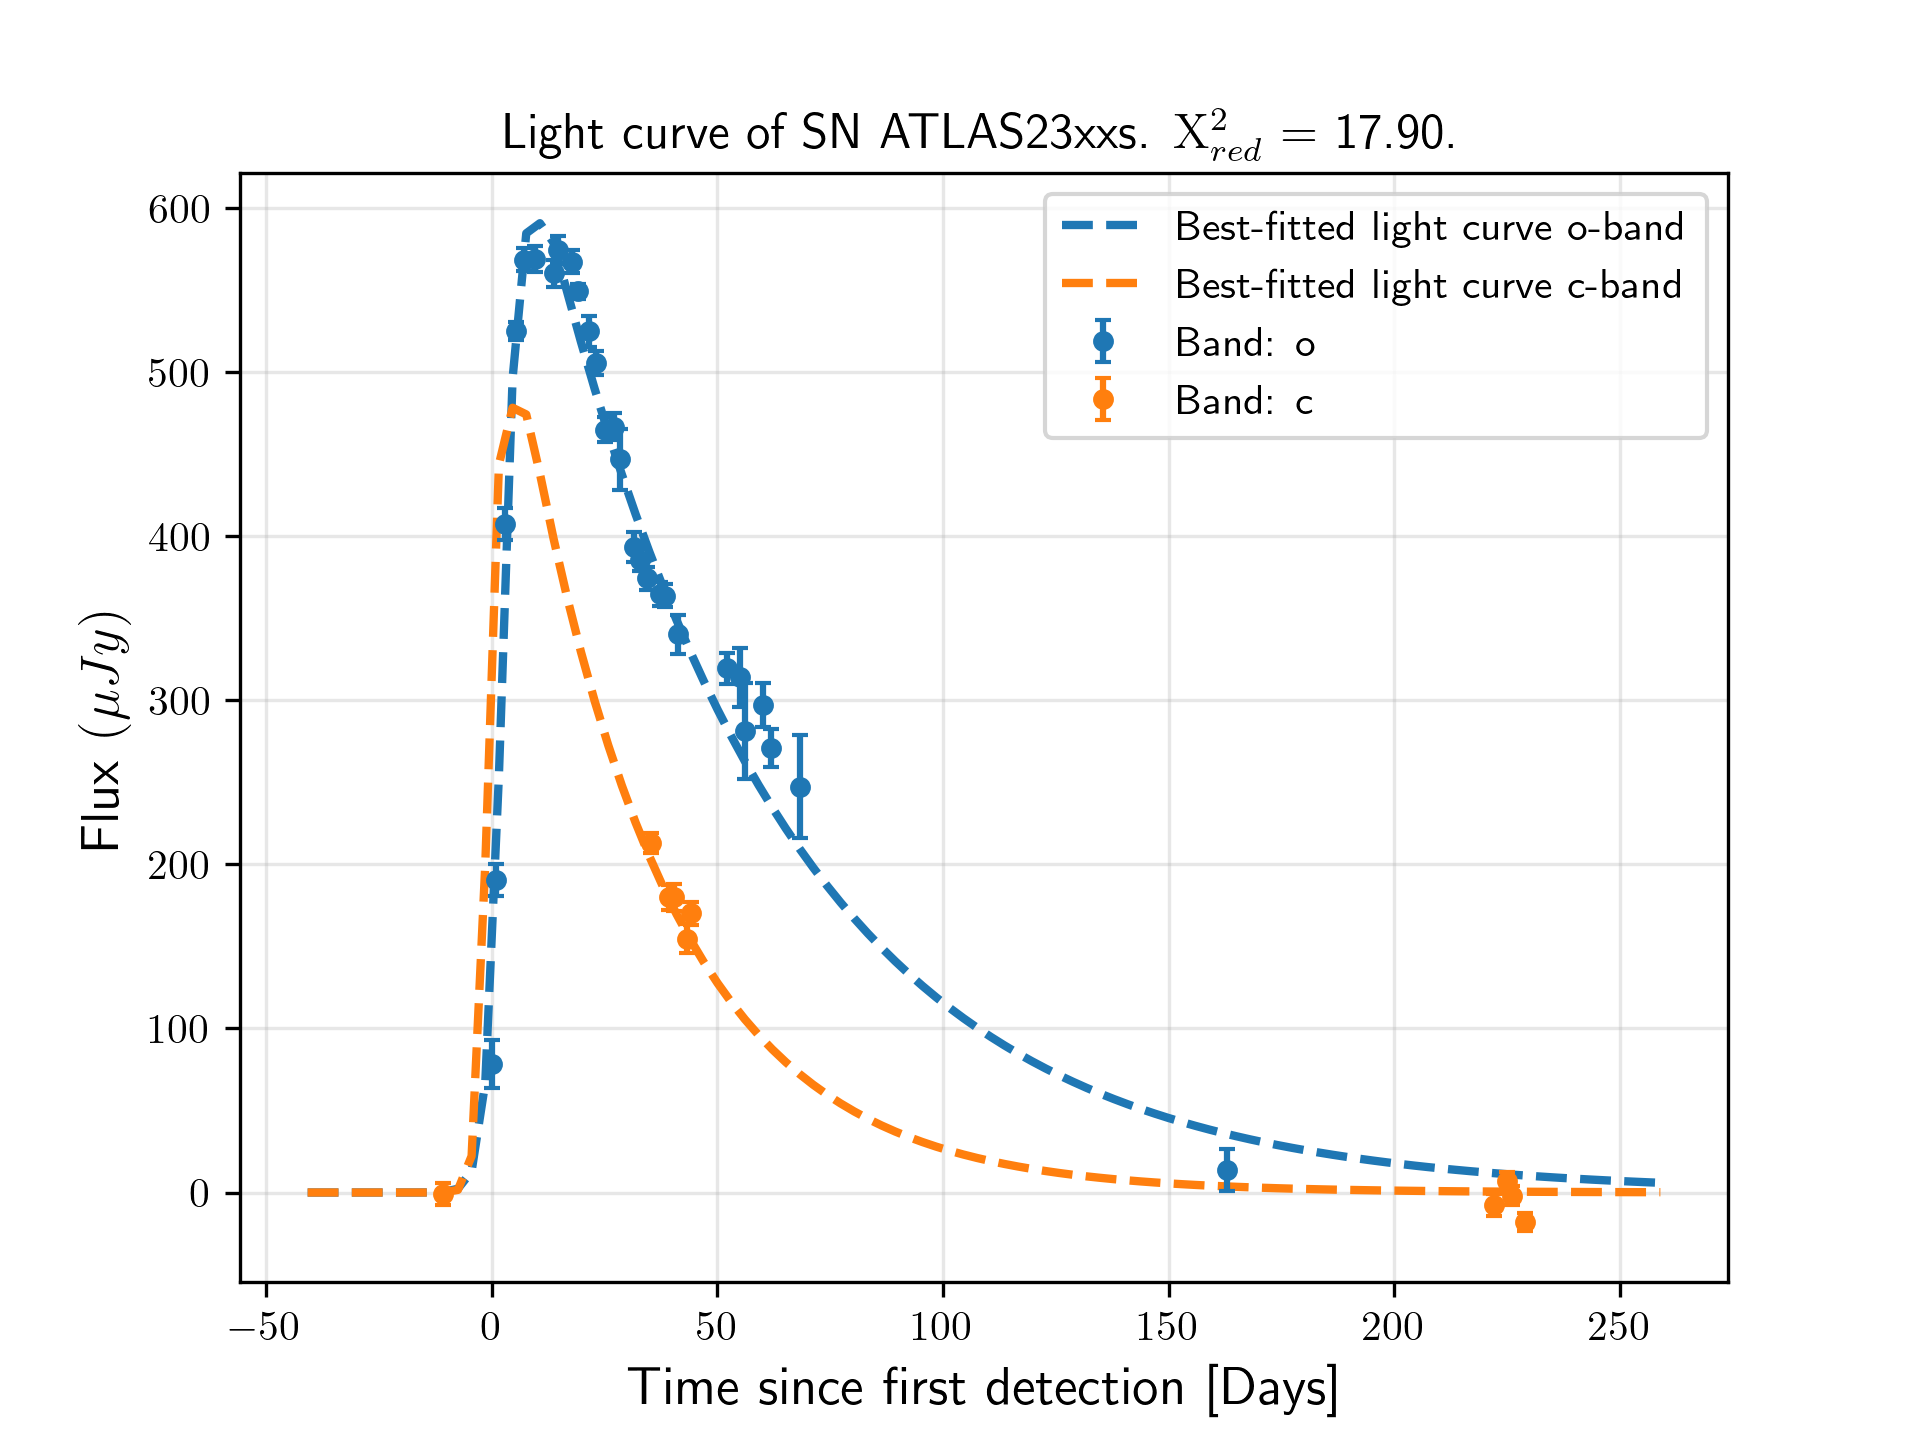 Light curve of SN ATLAS23xxs. X²_red = 17.90.
600
500
400
300
200
100
0
Flux (μJy)
Best-fitted light curve o-band
Best-fitted light curve c-band
Band: o
Band: c
−50 0 50 100 150 200 250
Time since first detection [Days]